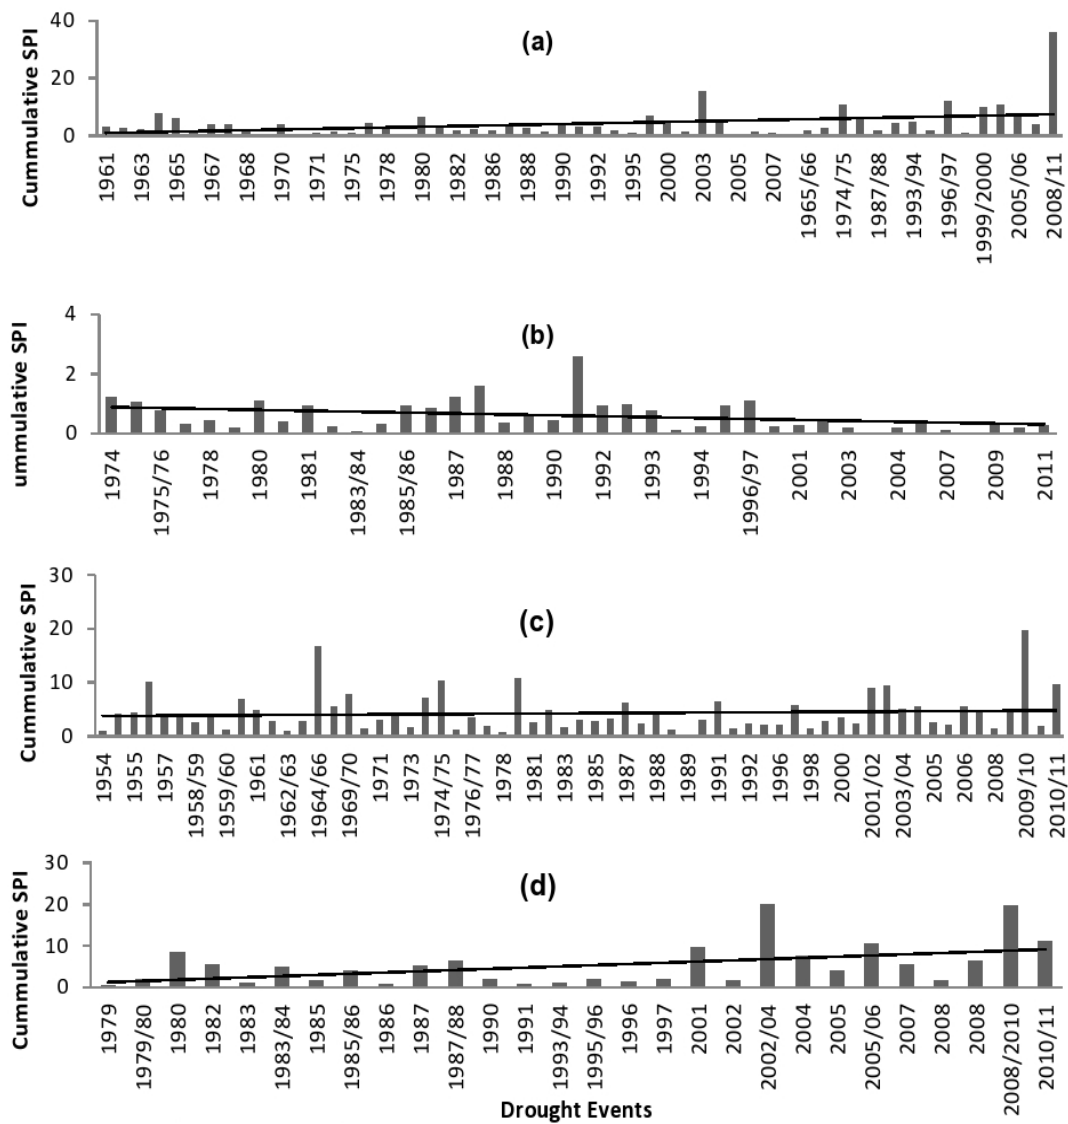 (a)
Cummulative SPI
40
20
0
1961 1963 1965 1967 1968 1970 1971 1975 1978 1980 1982 1986 1988 1990 1992 1995 2000 2003 2005 2007 1965/66 1974/75 1987/88 1993/94 1996/97 1999/2000 2005/06 2008/11
(b)
ummulative SPI
4
2
0
1974 1975/76 1978 1980 1981 1983/84 1985/86 1987 1988 1990 1992 1993 1994 1996/97 2001 2003 2004 2007 2009 2011
(c)
Cummulative SPI
30
20
10
0
1954 1955 1957 1958/59 1959/60 1961 1962/63 1964/66 1969/70 1971 1973 1974/75 1976/77 1978 1981 1983 1985 1987 1988 1989 1991 1992 1996 1998 2000 2001/02 2003/04 2005 2006 2008 2009/10 2010/11
(d)
Cummulative SPI
30
20
10
0
1979 1979/80 1980 1982 1983 1983/84 1985 1985/86 1986 1987 1987/88 1990 1991 1993/94 1995/96 1996 1997 2001 2002 2002/04 2004 2005 2005/06 2007 2008 2008 2008/2010 2010/11
Drought Events